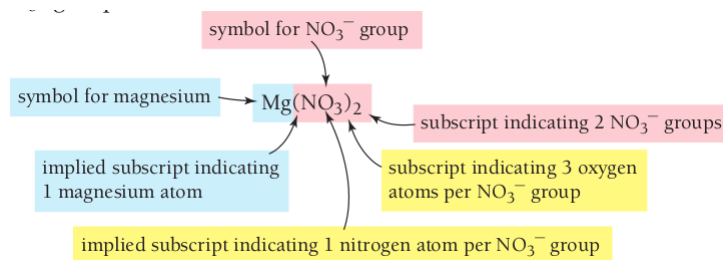 symbol for NO₃⁻ group
symbol for magnesium
Mg(NO₃)₂
subscript indicating 2 NO₃⁻ groups
implied subscript indicating
1 magnesium atom
subscript indicating 3 oxygen
atoms per NO₃⁻ group
implied subscript indicating 1 nitrogen atom per NO₃⁻ group